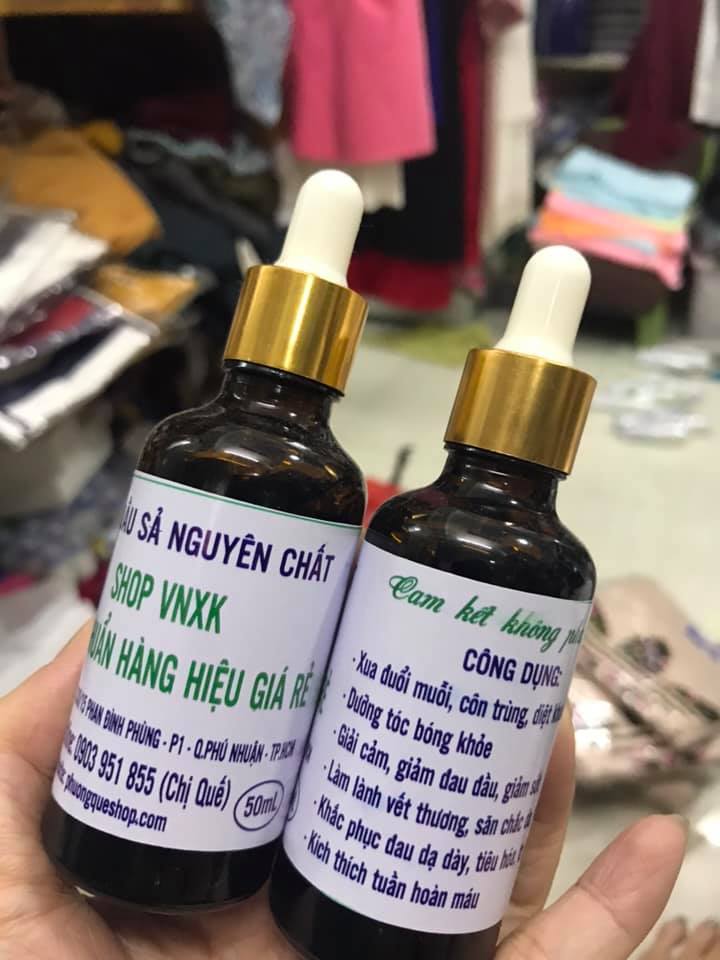 SẢ NGUYÊN CHẤT
SHOP VNXK
HÀNG HIỆU GIÁ RẺ
PHAN ĐÌNH PHÙNG - P1 - Q.PHÚ NHUẬN - TP.HCM
0903 951 855 (Chị Quế)
50mL
phuongqueshop.com
Cam kết không
CÔNG DỤNG:
· Xua đuổi muỗi, côn trùng, diệt
· Dưỡng tóc bóng khỏe
· Giải cảm, giảm đau đầu, giảm
· Làm lành vết thương, săn chắc
· Khắc phục đau dạ dày, tiêu hóa,
· Kích thích tuần hoàn máu